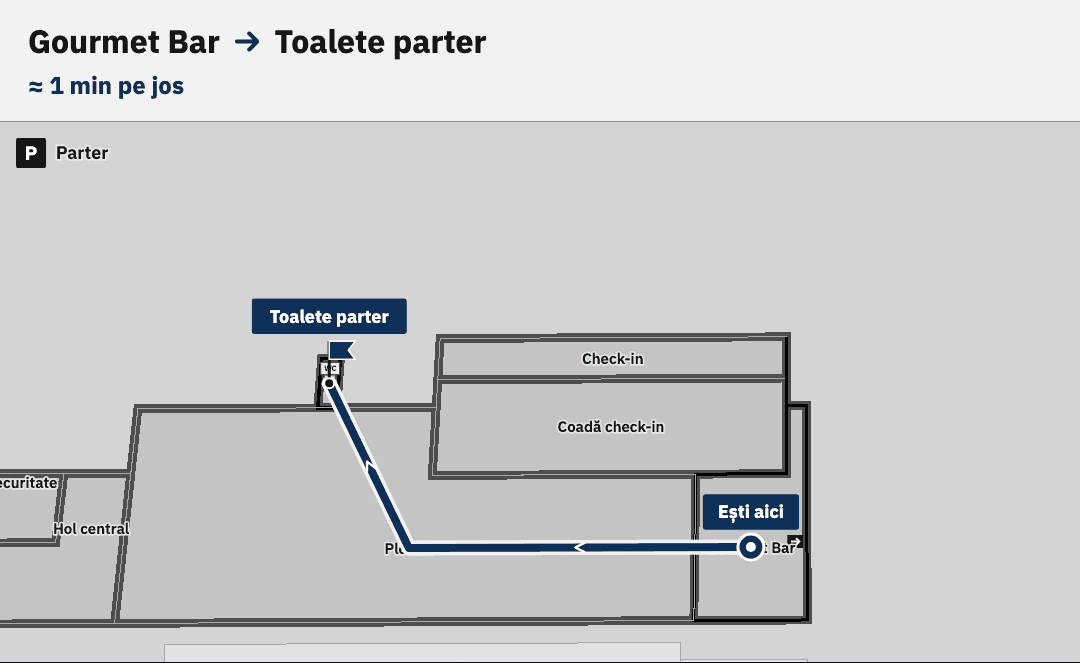 Gourmet Bar → Toalete parter
≈ 1 min pe jos
P Parter
Toalete parter
WC
Check-in
Coadă check-in
ecuritate
Ești aici
Hol central
Bar